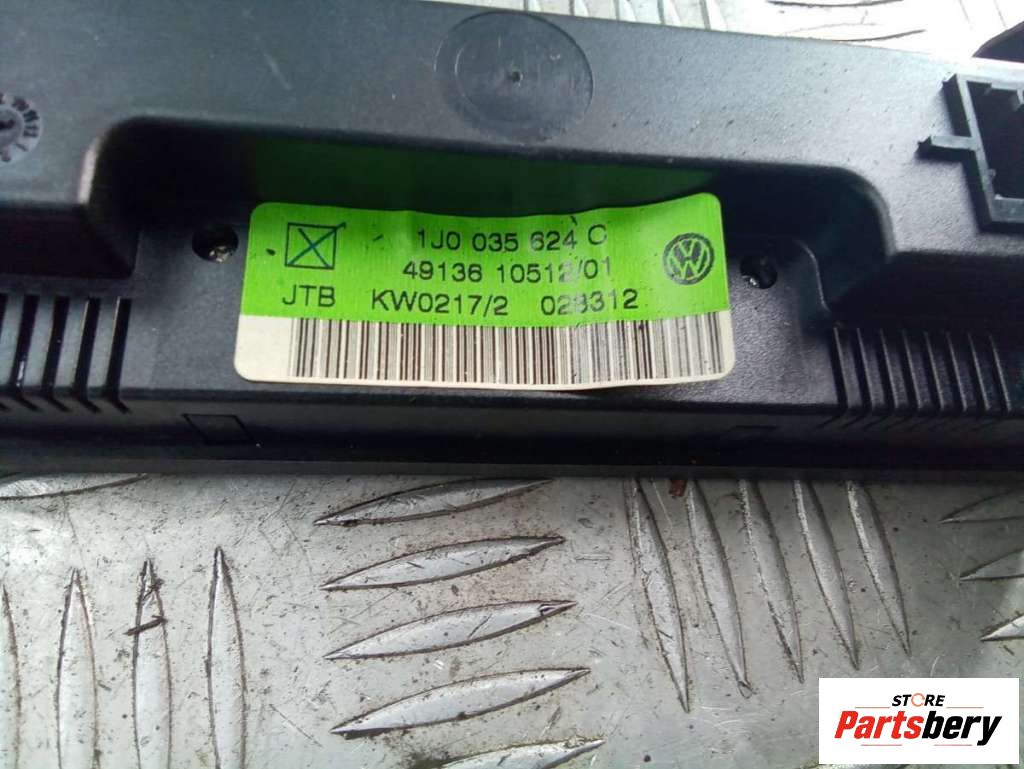 1J0 035 624 C
49136 10512/01
JTB KW0217/2 028312
STORE
Partsbery